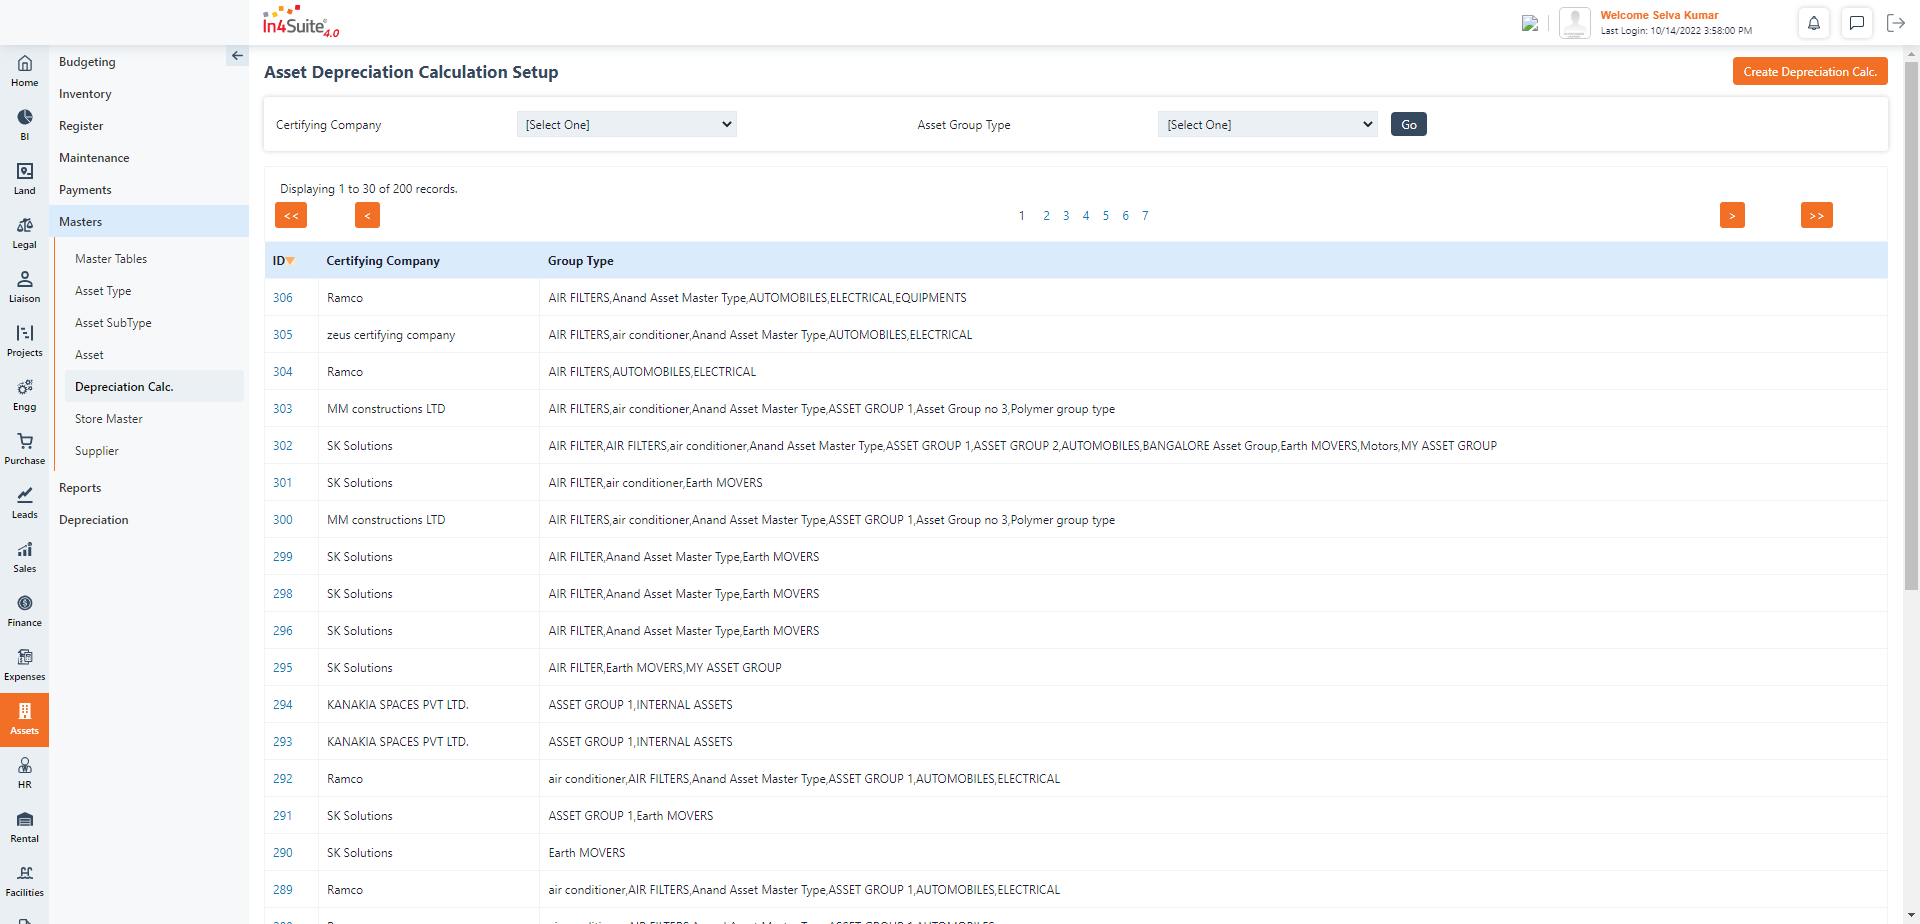 In4Suite® 4.0
Welcome Selva Kumar
Last Login: 10/14/2022 3:58:00 PM
Home
BI
Land
Legal
Liaison
Projects
Engg
Purchase
Leads
Sales
Finance
Expenses
Assets
HR
Rental
Facilities
Budgeting
Inventory
Register
Maintenance
Payments
Masters
Master Tables
Asset Type
Asset SubType
Asset
Depreciation Calc.
Store Master
Supplier
Reports
Depreciation
Asset Depreciation Calculation Setup
Create Depreciation Calc.
Certifying Company [Select One] Asset Group Type [Select One] Go
Displaying 1 to 30 of 200 records.
<< < 1 2 3 4 5 6 7 > >>
ID Certifying Company Group Type
306 Ramco AIR FILTERS,Anand Asset Master Type,AUTOMOBILES,ELECTRICAL,EQUIPMENTS
305 zeus certifying company AIR FILTERS,air conditioner,Anand Asset Master Type,AUTOMOBILES,ELECTRICAL
304 Ramco AIR FILTERS,AUTOMOBILES,ELECTRICAL
303 MM constructions LTD AIR FILTERS,air conditioner,Anand Asset Master Type,ASSET GROUP 1,Asset Group no 3,Polymer group type
302 SK Solutions AIR FILTER,AIR FILTERS,air conditioner,Anand Asset Master Type,ASSET GROUP 1,ASSET GROUP 2,AUTOMOBILES,BANGALORE Asset Group,Earth MOVERS,Motors,MY ASSET GROUP
301 SK Solutions AIR FILTER,air conditioner,Earth MOVERS
300 MM constructions LTD AIR FILTERS,air conditioner,Anand Asset Master Type,ASSET GROUP 1,Asset Group no 3,Polymer group type
299 SK Solutions AIR FILTER,Anand Asset Master Type,Earth MOVERS
298 SK Solutions AIR FILTER,Anand Asset Master Type,Earth MOVERS
296 SK Solutions AIR FILTER,Anand Asset Master Type,Earth MOVERS
295 SK Solutions AIR FILTER,Earth MOVERS,MY ASSET GROUP
294 KANAKIA SPACES PVT LTD. ASSET GROUP 1,INTERNAL ASSETS
293 KANAKIA SPACES PVT LTD. ASSET GROUP 1,INTERNAL ASSETS
292 Ramco air conditioner,AIR FILTERS,Anand Asset Master Type,ASSET GROUP 1,AUTOMOBILES,ELECTRICAL
291 SK Solutions ASSET GROUP 1,Earth MOVERS
290 SK Solutions Earth MOVERS
289 Ramco air conditioner,AIR FILTERS,Anand Asset Master Type,ASSET GROUP 1,AUTOMOBILES,ELECTRICAL